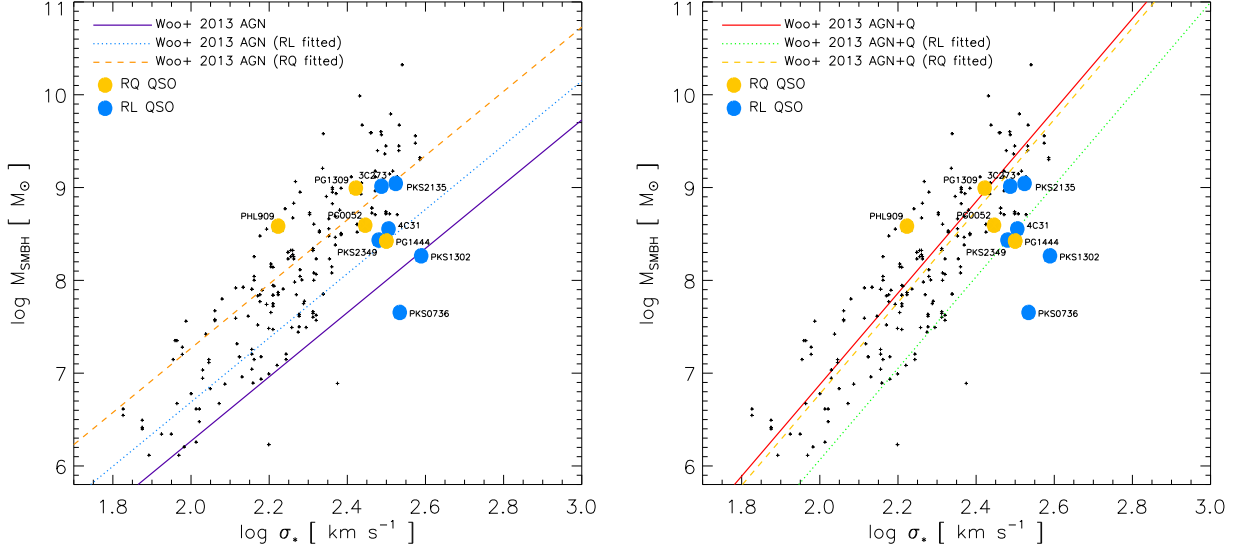 11
10
9
8
7
6
log M_SMBH [ M_⊙ ]
Woo+ 2013 AGN
Woo+ 2013 AGN (RL fitted)
Woo+ 2013 AGN (RQ fitted)
RQ QSO
RL QSO
PG1309
3C273
PKS2135
PHL909
PG0052
4C31
PKS2349
PG1444
PKS1302
PKS0736
1.8 2.0 2.2 2.4 2.6 2.8 3.0
log σ_* [ km s⁻¹ ]
11
10
9
8
7
6
log M_SMBH [ M_⊙ ]
Woo+ 2013 AGN+Q
Woo+ 2013 AGN+Q (RL fitted)
Woo+ 2013 AGN+Q (RQ fitted)
RQ QSO
RL QSO
PG1309
3C273
PKS2135
PHL909
PG0052
4C31
PKS2349
PG1444
PKS1302
PKS0736
1.8 2.0 2.2 2.4 2.6 2.8 3.0
log σ_* [ km s⁻¹ ]